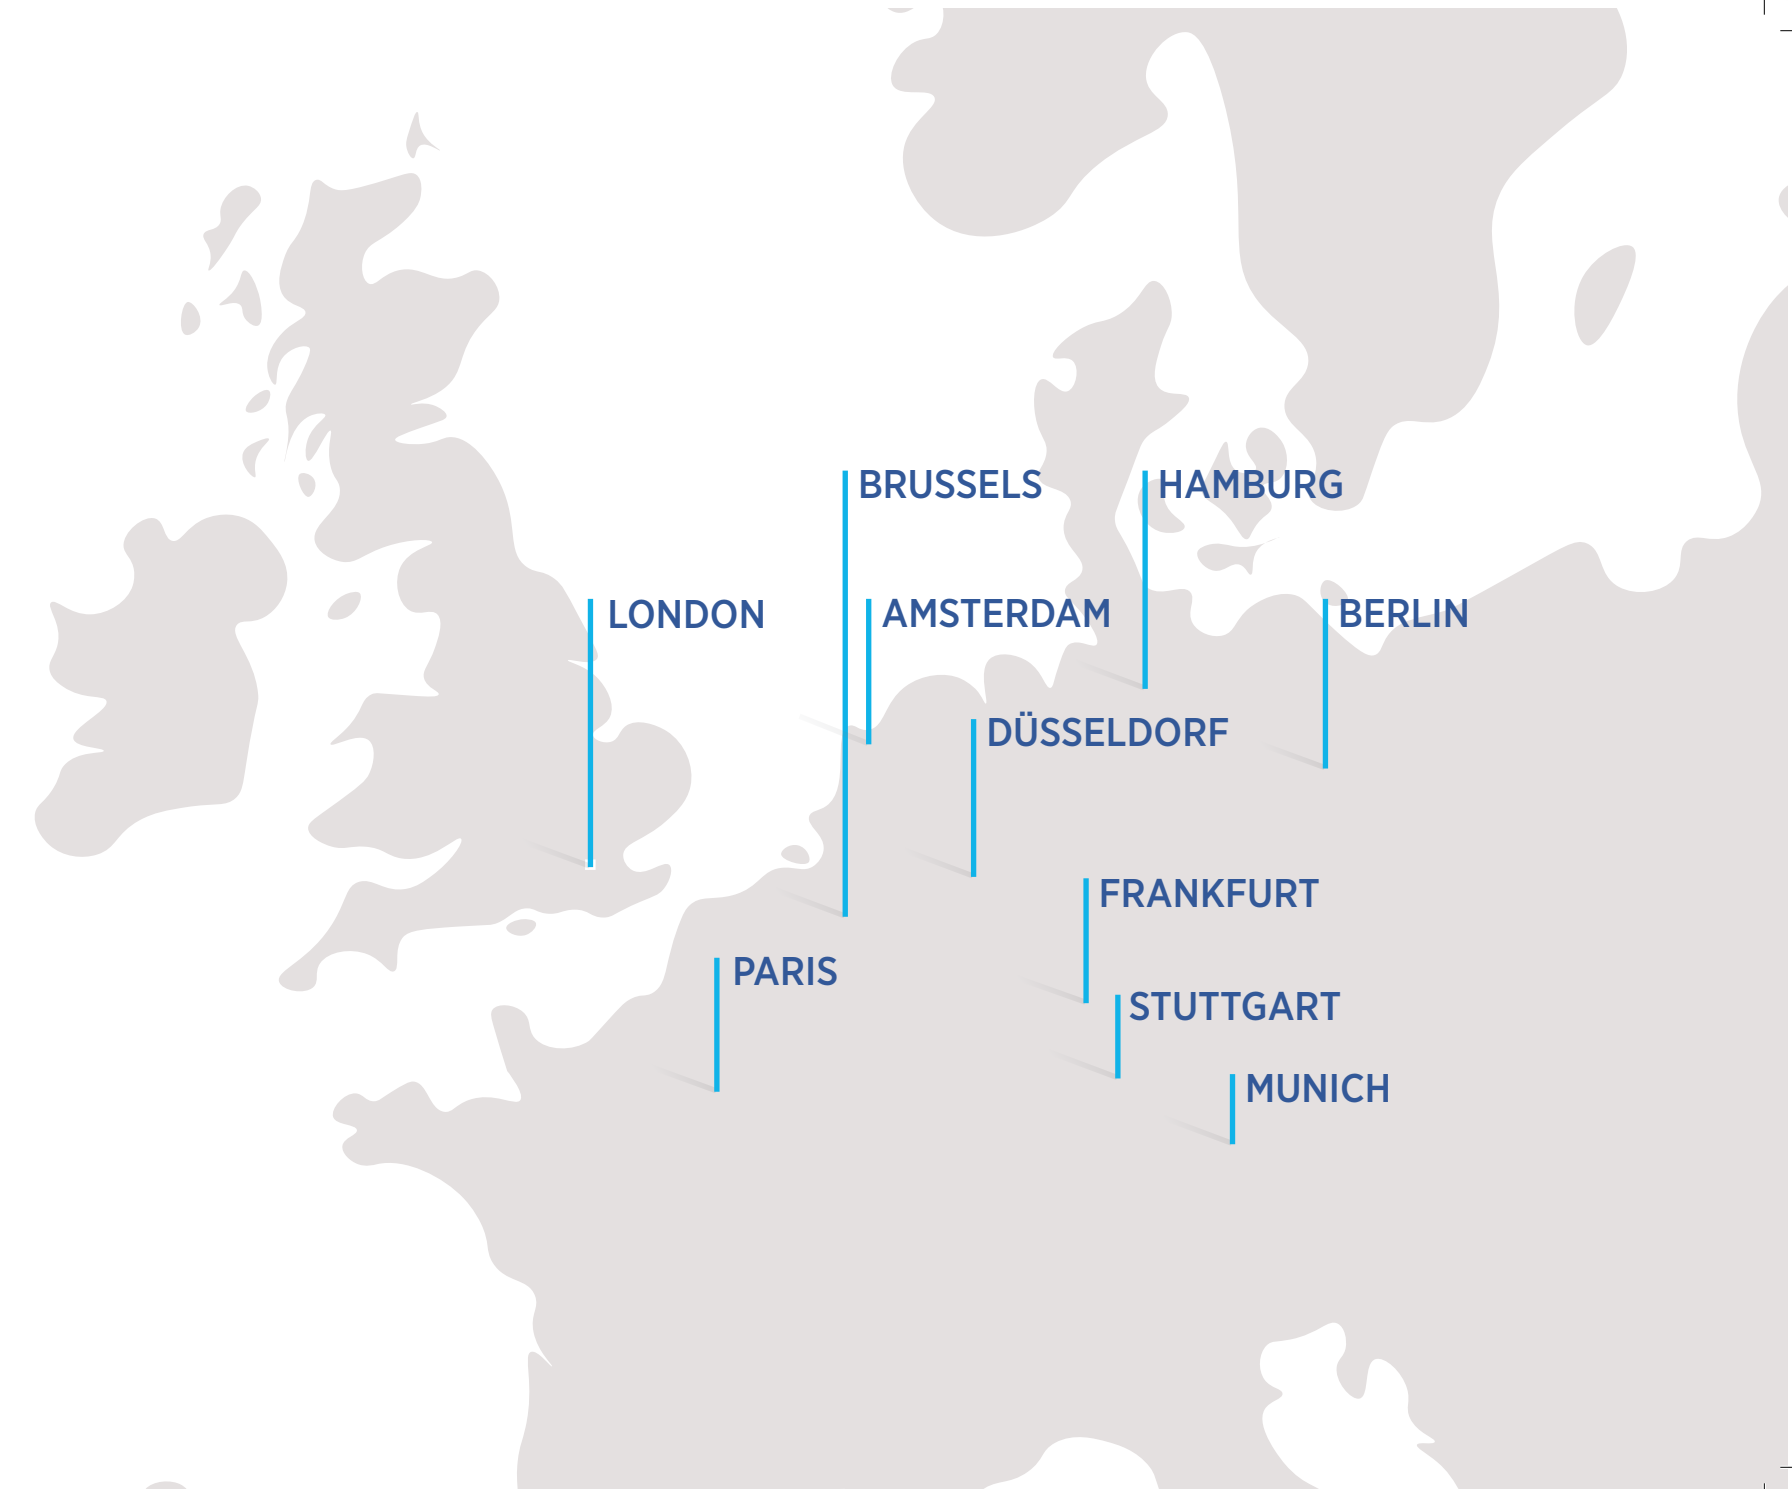 BRUSSELS
HAMBURG
LONDON
AMSTERDAM
BERLIN
DÜSSELDORF
FRANKFURT
PARIS
STUTTGART
MUNICH